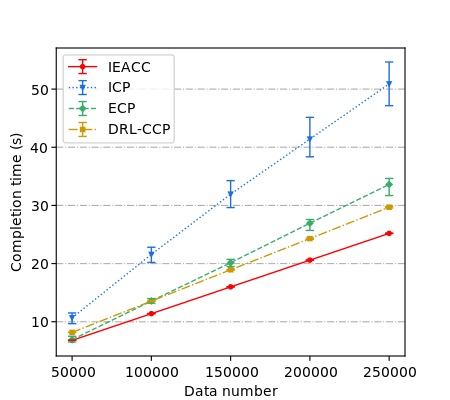 IEACC
ICP
ECP
DRL-CCP
50
40
30
20
10
Completion time (s)
50000 100000 150000 200000 250000
Data number